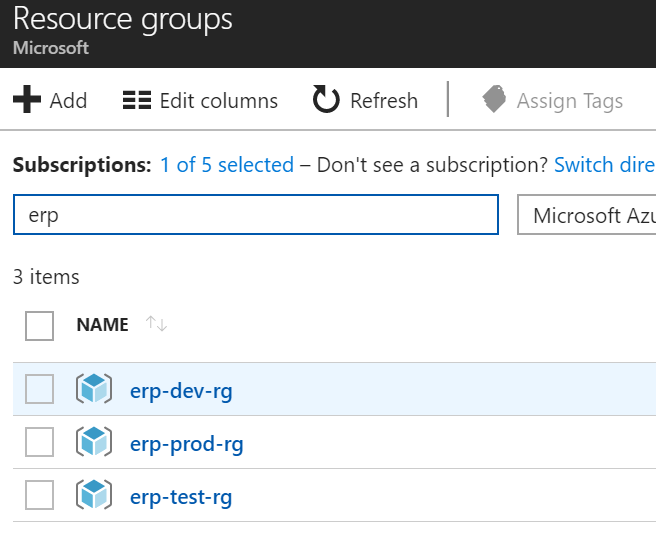 Resource groups
Microsoft
Add Edit columns Refresh Assign Tags
Subscriptions: 1 of 5 selected – Don't see a subscription? Switch dire
erp Microsoft Azu
3 items
NAME
erp-dev-rg
erp-prod-rg
erp-test-rg